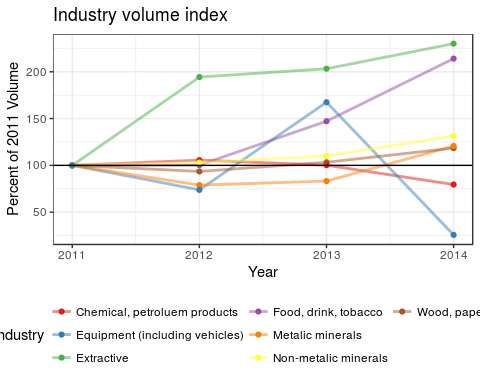 Industry volume index
Percent of 2011 Volume
200
150
100
50
2011 2012 2013 2014
Year
ndustry
Chemical, petroluem products
Food, drink, tobacco
Wood, pape
Equipment (including vehicles)
Metalic minerals
Extractive
Non-metalic minerals